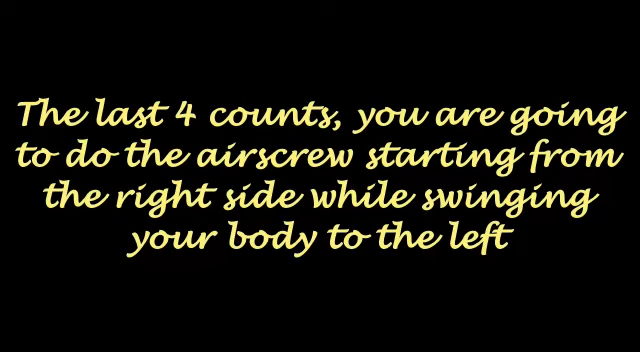 The last 4 counts, you are going
to do the airscrew starting from
the right side while swinging
your body to the left